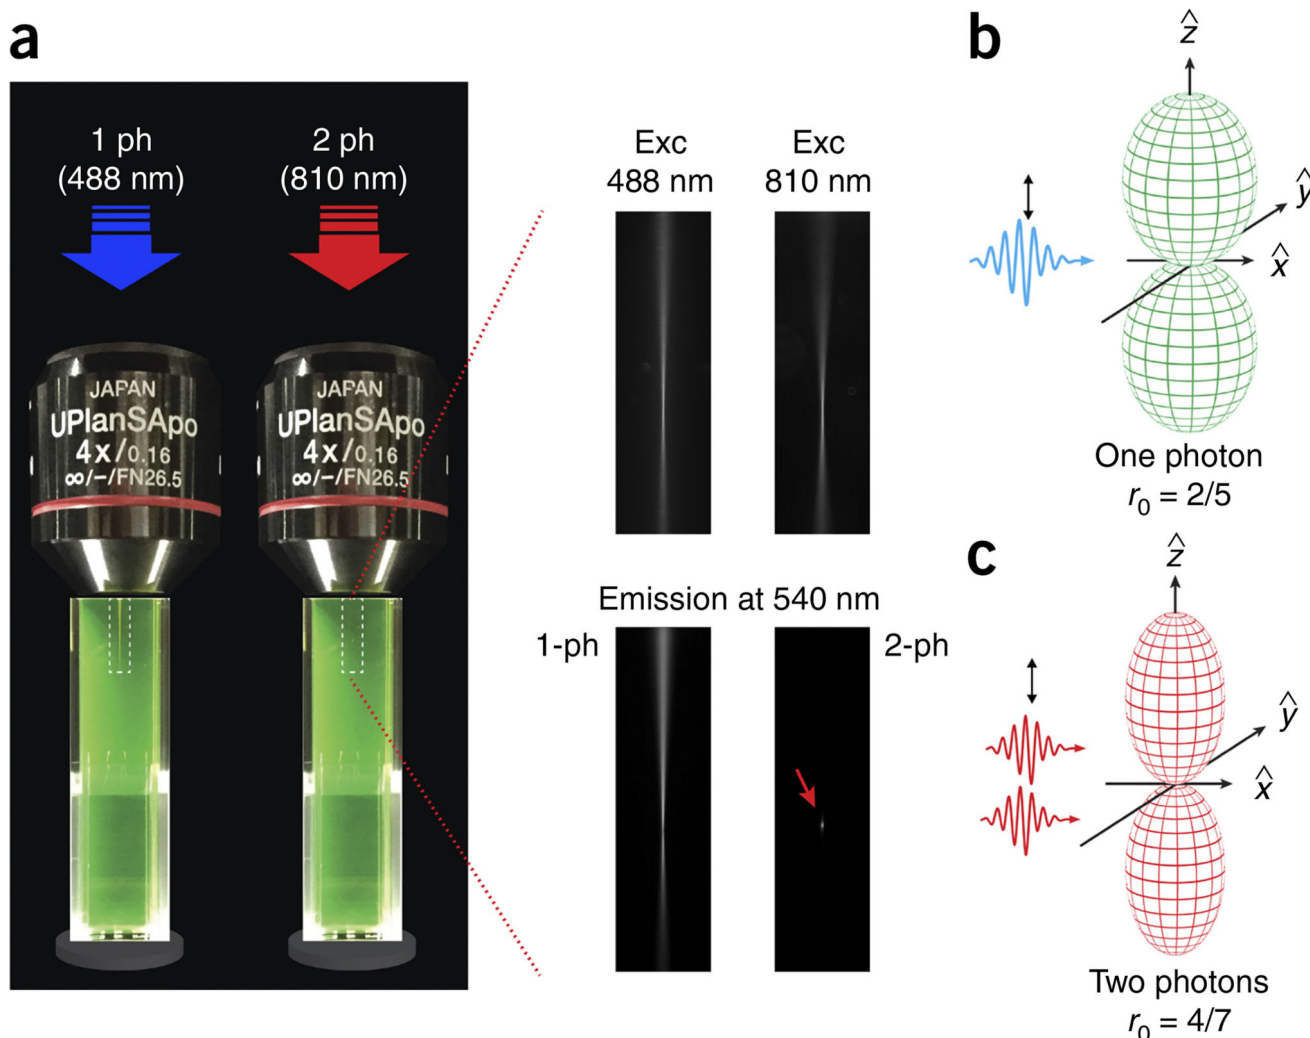 a
1 ph
(488 nm)
2 ph
(810 nm)
JAPAN
UPlanSApo
4x/0.16
∞/-/FN26.5
JAPAN
UPlanSApo
4x/0.16
∞/-/FN26.5
Exc
488 nm
Exc
810 nm
Emission at 540 nm
1-ph
2-ph
b
ẑ
ŷ
x̂
One photon
r₀ = 2/5
c
ẑ
ŷ
x̂
Two photons
r₀ = 4/7